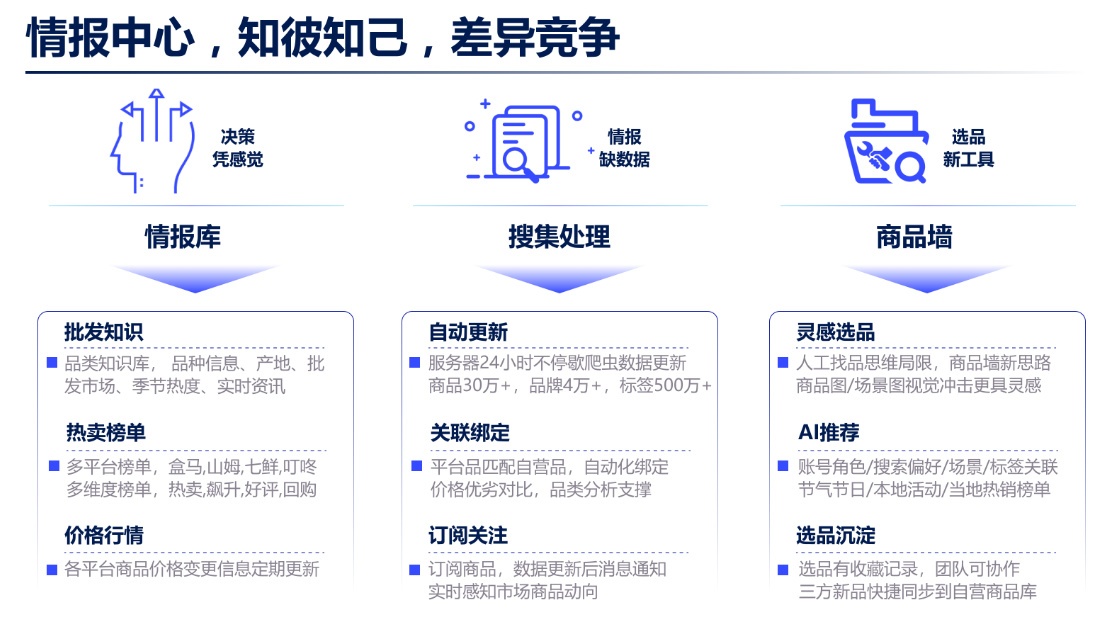 情报中心，知彼知己，差异竞争
决策
凭感觉
情报
缺数据
选品
新工具
情报库
搜集处理
商品墙
批发知识
品类知识库， 品种信息、产地、批
发市场、季节热度、实时资讯
热卖榜单
多平台榜单，盒马,山姆,七鲜,叮咚
多维度榜单，热卖,飙升,好评,回购
价格行情
各平台商品价格变更信息定期更新
自动更新
服务器24小时不停歇爬虫数据更新
商品30万+，品牌4万+，标签500万+
关联绑定
平台品匹配自营品，自动化绑定
价格优劣对比，品类分析支撑
订阅关注
订阅商品，数据更新后消息通知
实时感知市场商品动向
灵感选品
人工找品思维局限，商品墙新思路
商品图/场景图视觉冲击更具灵感
AI推荐
账号角色/搜索偏好/场景/标签关联
节气节日/本地活动/当地热销榜单
选品沉淀
选品有收藏记录，团队可协作
三方新品快捷同步到自营商品库